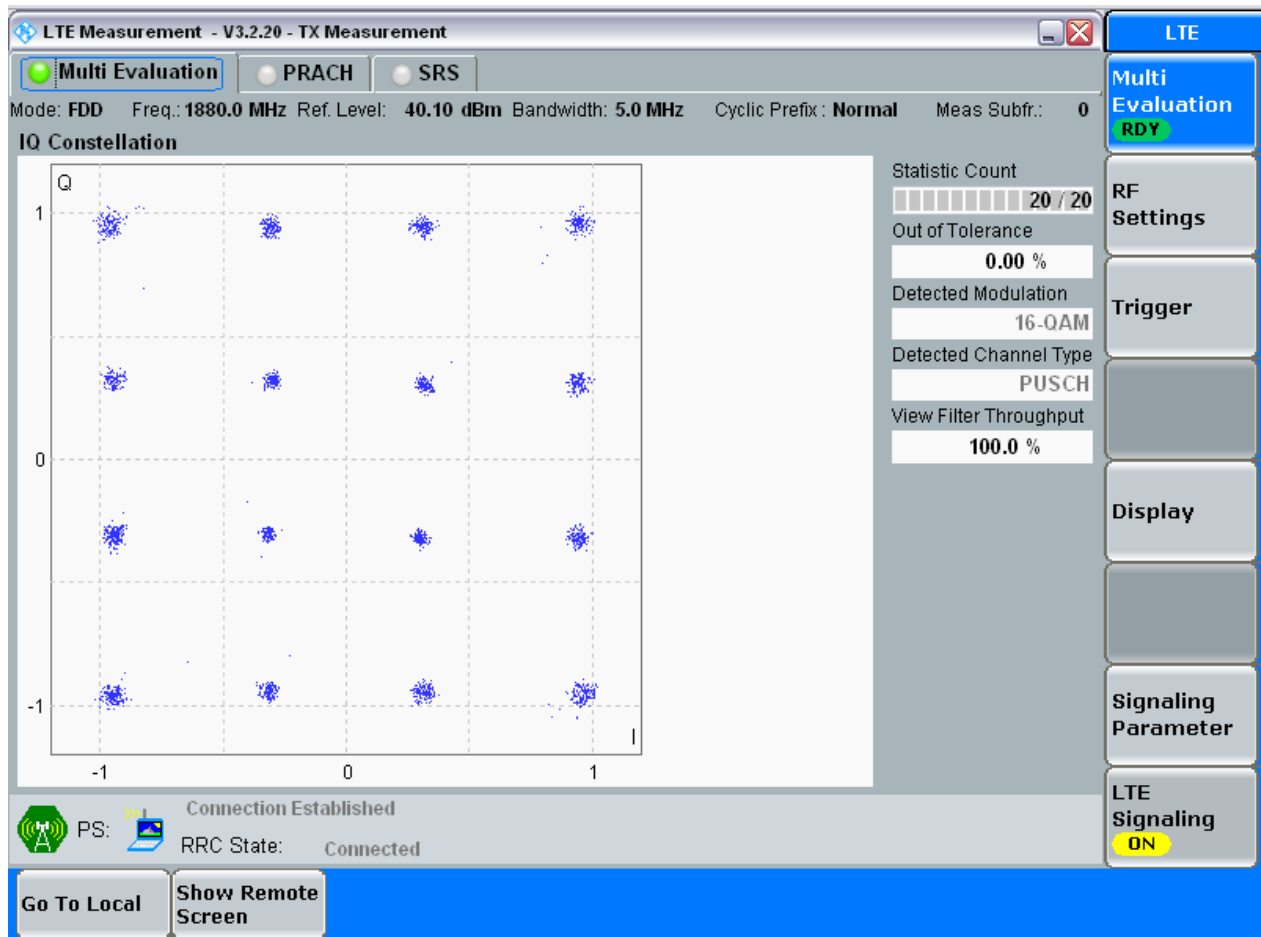 LTE Measurement - V3.2.20 - TX Measurement
LTE
Multi Evaluation PRACH SRS
Mode: FDD Freq.: 1880.0 MHz Ref. Level: 40.10 dBm Bandwidth: 5.0 MHz Cyclic Prefix : Normal Meas Subfr.: 0
IQ Constellation
Q
1
0
-1
I
-1 0 1
Statistic Count
20 / 20
Out of Tolerance
0.00 %
Detected Modulation
16-QAM
Detected Channel Type
PUSCH
View Filter Throughput
100.0 %
Multi
Evaluation
RDY
RF
Settings
Trigger
Display
Signaling
Parameter
LTE
Signaling
ON
PS:
Connection Established
RRC State: Connected
Go To Local
Show Remote
Screen